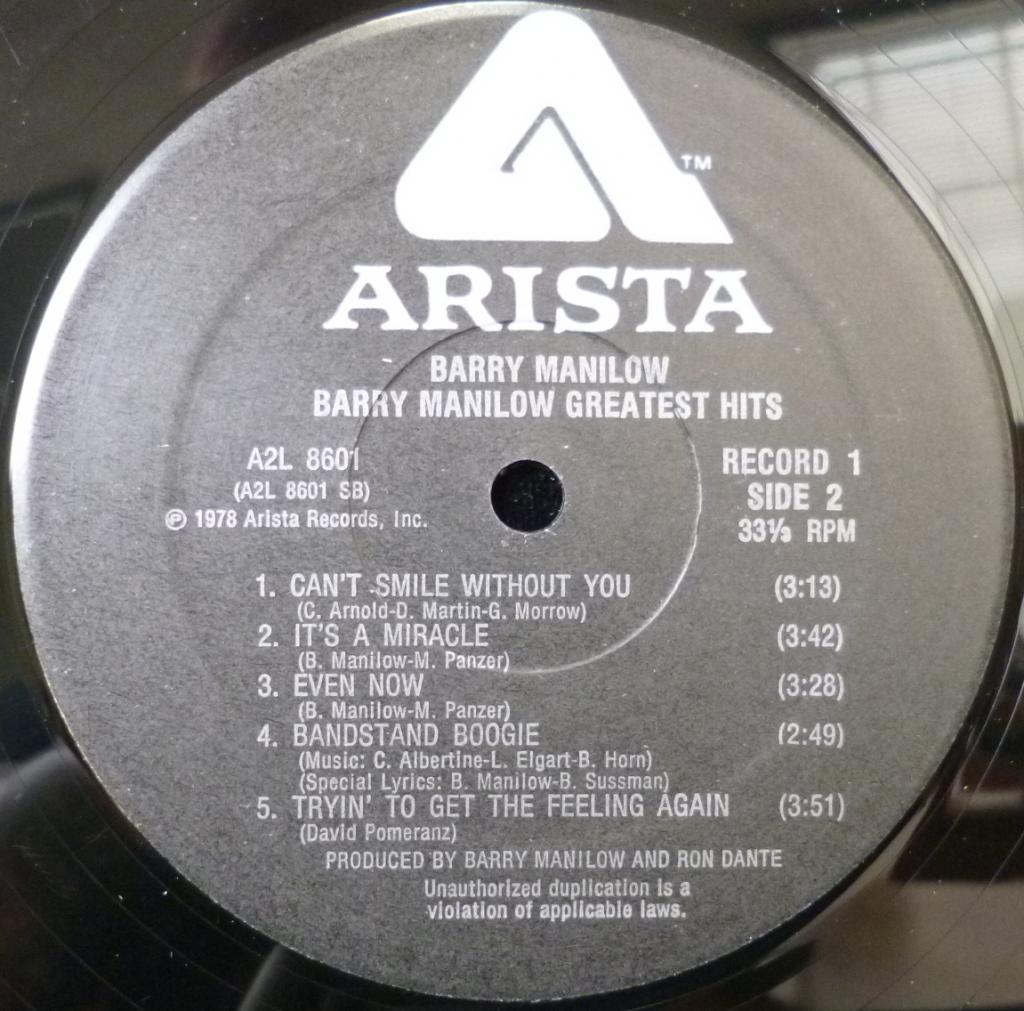 TM
ARISTA
BARRY MANILOW
BARRY MANILOW GREATEST HITS
A2L 8601
(A2L 8601 SB)
℗ 1978 Arista Records, Inc.
RECORD 1
SIDE 2
33⅓ RPM
1. CAN'T SMILE WITHOUT YOU (3:13)
(C. Arnold-D. Martin-G. Morrow)
2. IT'S A MIRACLE (3:42)
(B. Manilow-M. Panzer)
3. EVEN NOW (3:28)
(B. Manilow-M. Panzer)
4. BANDSTAND BOOGIE (2:49)
(Music: C. Albertine-L. Elgart-B. Horn)
(Special Lyrics: B. Manilow-B. Sussman)
5. TRYIN' TO GET THE FEELING AGAIN (3:51)
(David Pomeranz)
PRODUCED BY BARRY MANILOW AND RON DANTE
Unauthorized duplication is a
violation of applicable laws.